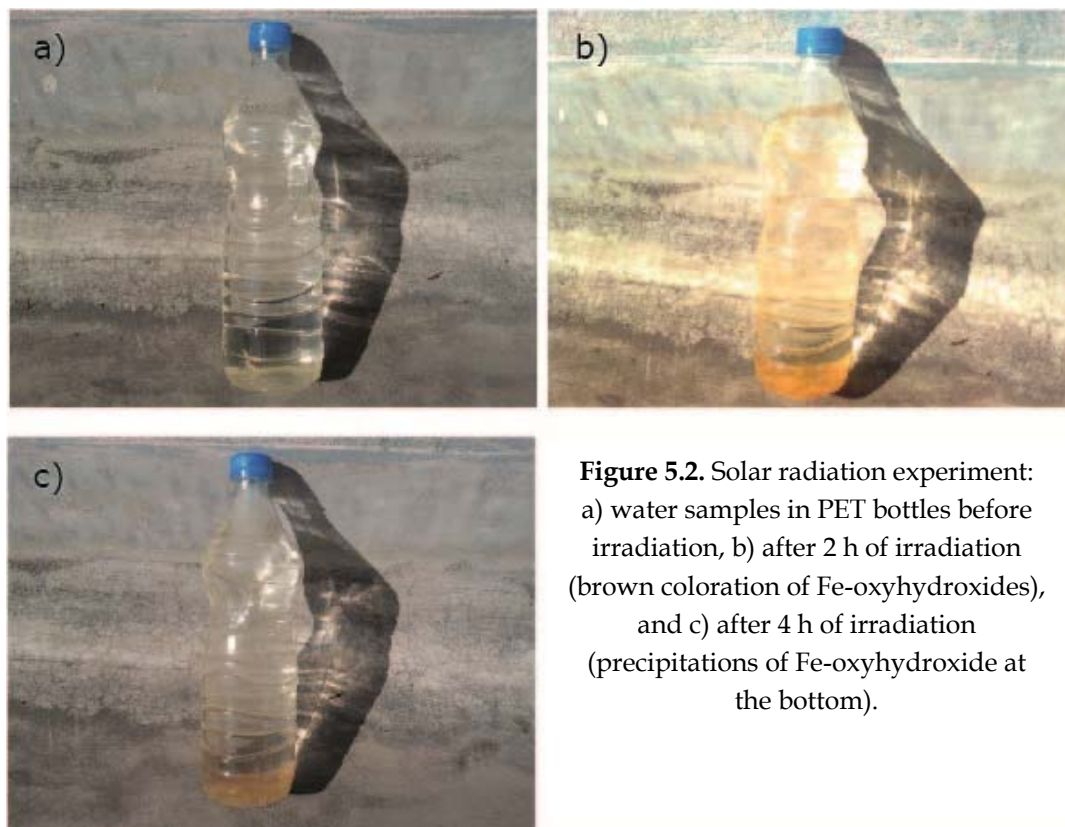 a)
b)
c)
Figure 5.2. Solar radiation experiment:
a) water samples in PET bottles before
irradiation, b) after 2 h of irradiation
(brown coloration of Fe-oxyhydroxides),
and c) after 4 h of irradiation
(precipitations of Fe-oxyhydroxide at
the bottom).